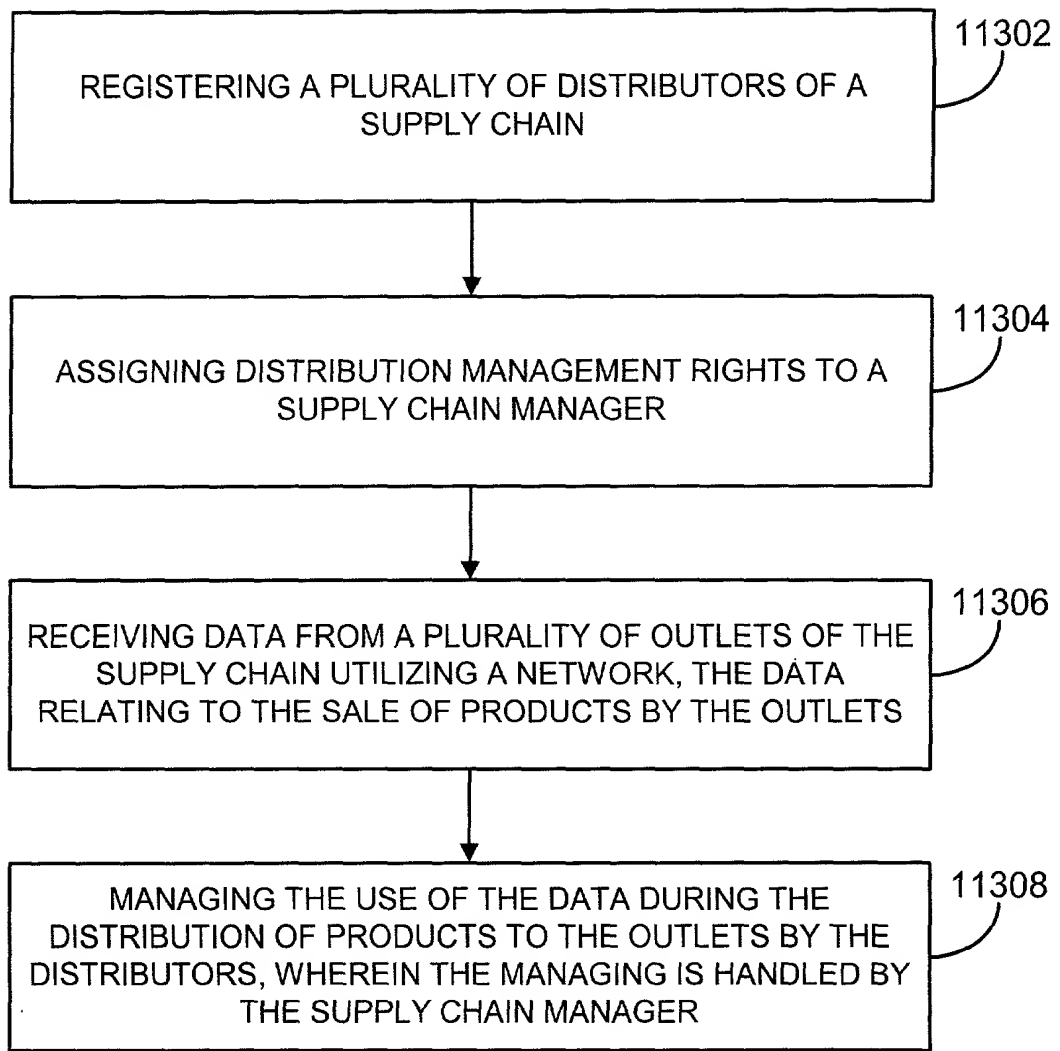 11302
REGISTERING A PLURALITY OF DISTRIBUTORS OF A
SUPPLY CHAIN
11304
ASSIGNING DISTRIBUTION MANAGEMENT RIGHTS TO A
SUPPLY CHAIN MANAGER
11306
RECEIVING DATA FROM A PLURALITY OF OUTLETS OF THE
SUPPLY CHAIN UTILIZING A NETWORK, THE DATA
RELATING TO THE SALE OF PRODUCTS BY THE OUTLETS
11308
MANAGING THE USE OF THE DATA DURING THE
DISTRIBUTION OF PRODUCTS TO THE OUTLETS BY THE
DISTRIBUTORS, WHEREIN THE MANAGING IS HANDLED BY
THE SUPPLY CHAIN MANAGER